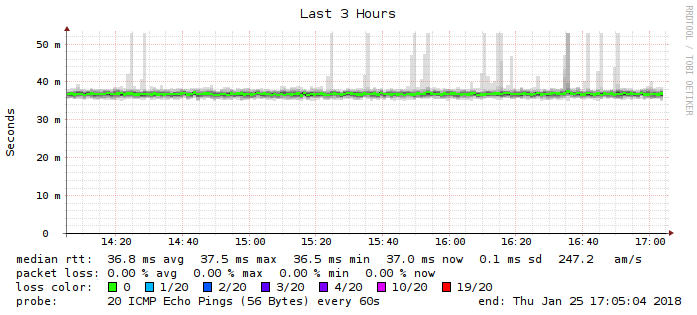 Last 3 Hours
RRDTOOL / TOBI OETIKER
Seconds
50 m
40 m
30 m
20 m
10 m
0
14:20 14:40 15:00 15:20 15:40 16:00 16:20 16:40 17:00
median rtt: 36.8 ms avg 37.5 ms max 36.5 ms min 37.0 ms now 0.1 ms sd 247.2 am/s
packet loss: 0.00 % avg 0.00 % max 0.00 % min 0.00 % now
loss color: 0 1/20 2/20 3/20 4/20 10/20 19/20
probe: 20 ICMP Echo Pings (56 Bytes) every 60s end: Thu Jan 25 17:05:04 2018